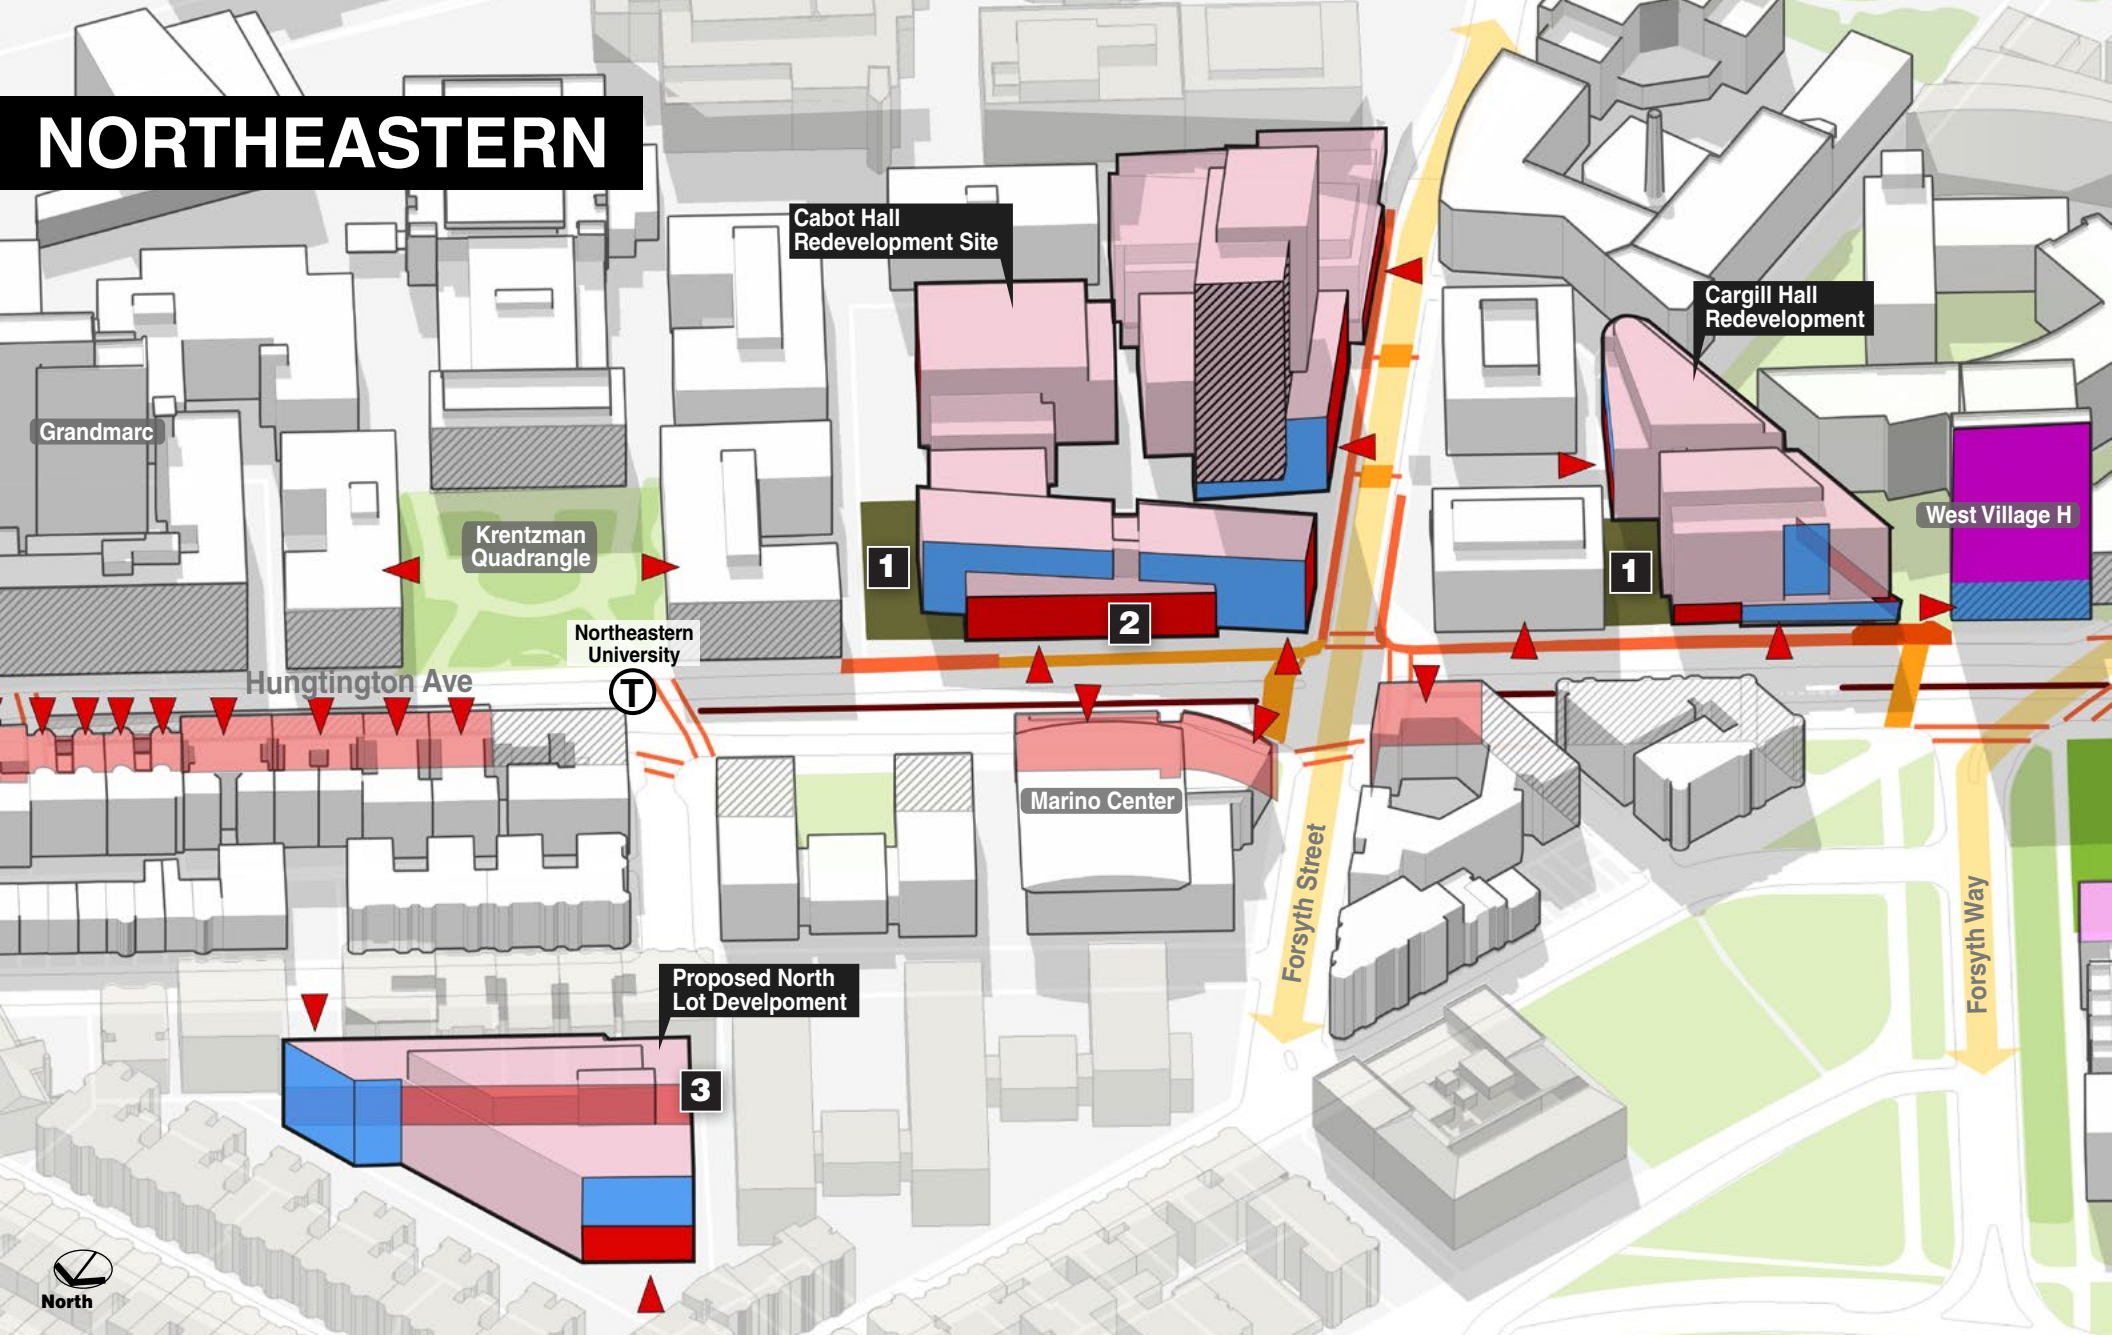 NORTHEASTERN
Cabot Hall
Redevelopment Site
Cargill Hall
Redevelopment
Grandmarc
Krentzman
Quadrangle
West Village H
1
1
2
Northeastern
University
T
Hungtington Ave
Marino Center
Forsyth Street
Forsyth Way
Proposed North
Lot Develpoment
3
North